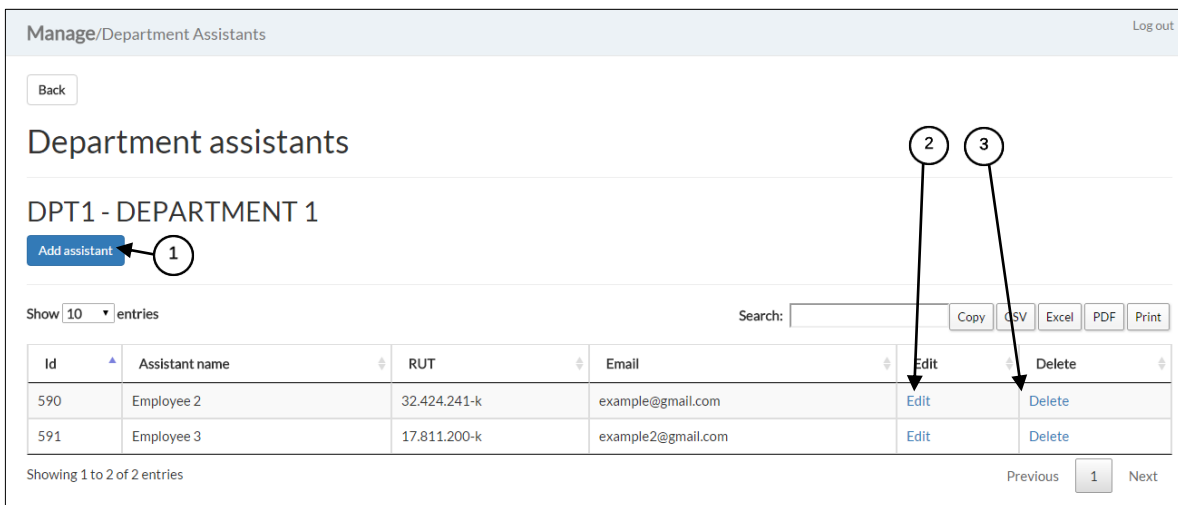 Manage/Department Assistants Log out
Back
Department assistants
2 3
DPT1 - DEPARTMENT 1
Add assistant 1
Show 10 entries Search: Copy CSV Excel PDF Print
Id Assistant name RUT Email Edit Delete
590 Employee 2 32.424.241-k example@gmail.com Edit Delete
591 Employee 3 17.811.200-k example2@gmail.com Edit Delete
Showing 1 to 2 of 2 entries Previous 1 Next